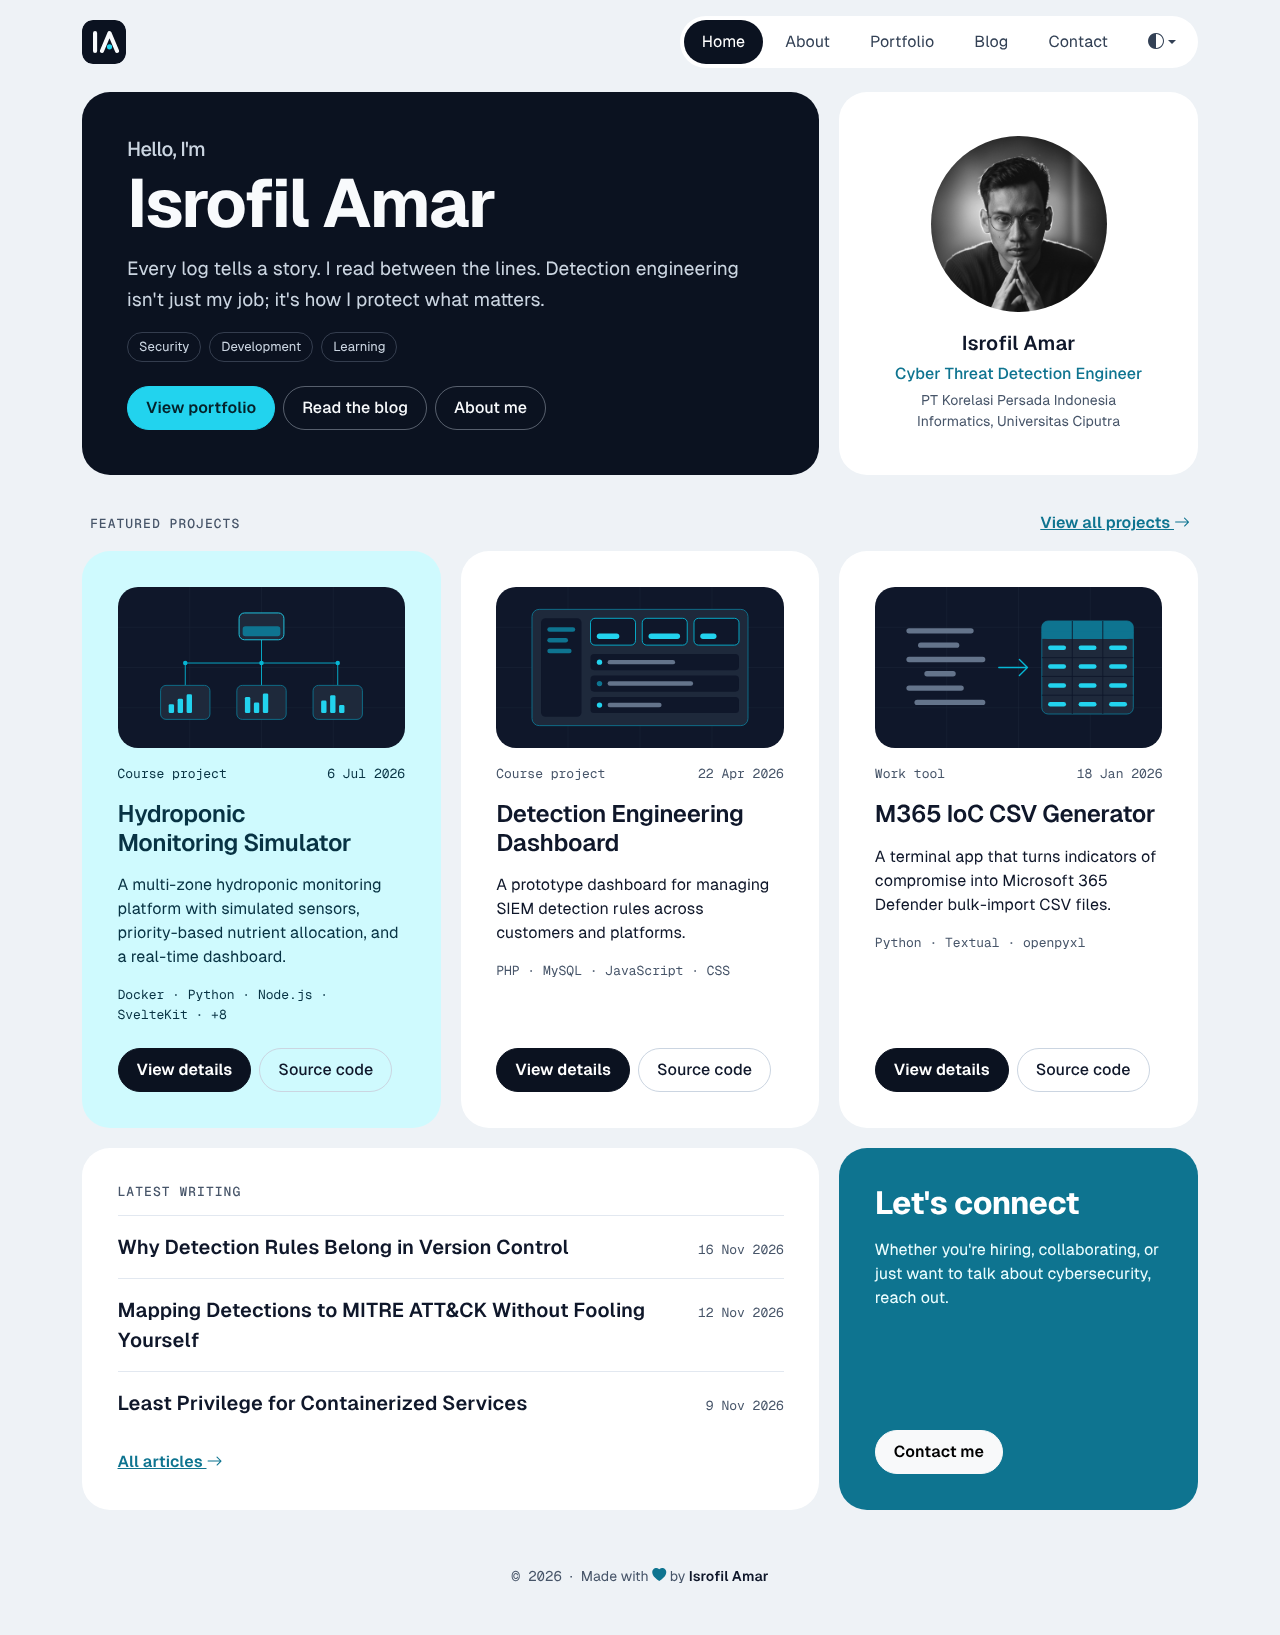 IA
Home
About
Portfolio
Blog
Contact
Hello, I'm
Isrofil Amar
Every log tells a story. I read between the lines. Detection engineering
isn't just my job; it's how I protect what matters.
Security
Development
Learning
View portfolio
Read the blog
About me
Isrofil Amar
Cyber Threat Detection Engineer
PT Korelasi Persada Indonesia
Informatics, Universitas Ciputra
FEATURED PROJECTS
View all projects →
Course project
6 Jul 2026
Hydroponic
Monitoring Simulator
A multi-zone hydroponic monitoring
platform with simulated sensors,
priority-based nutrient allocation, and
a real-time dashboard.
Docker · Python · Node.js ·
SvelteKit · +8
View details
Source code
Course project
22 Apr 2026
Detection Engineering
Dashboard
A prototype dashboard for managing
SIEM detection rules across
customers and platforms.
PHP · MySQL · JavaScript · CSS
View details
Source code
Work tool
18 Jan 2026
M365 IoC CSV Generator
A terminal app that turns indicators of
compromise into Microsoft 365
Defender bulk-import CSV files.
Python · Textual · openpyxl
View details
Source code
LATEST WRITING
Why Detection Rules Belong in Version Control
16 Nov 2026
Mapping Detections to MITRE ATT&CK Without Fooling
Yourself
12 Nov 2026
Least Privilege for Containerized Services
9 Nov 2026
All articles →
Let's connect
Whether you're hiring, collaborating, or
just want to talk about cybersecurity,
reach out.
Contact me
© 2026 · Made with ♥ by Isrofil Amar